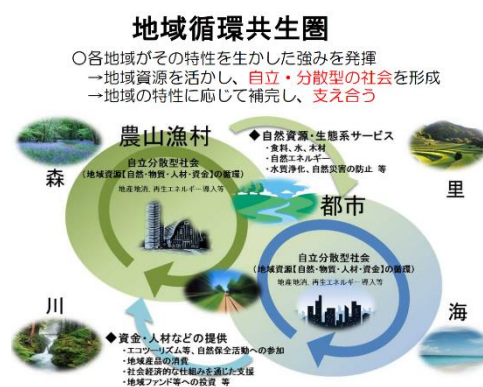 地域循環共生圏
○各地域がその特性を生かした強みを発揮
→地域資源を活かし、自立・分散型の社会を形成
→地域の特性に応じて補完し、支え合う
農山漁村
森
自立分散型社会
(地域資源【自然・物質・人材・資金】の循環)
地産地消、再生エネルギー導入等
◆自然資源・生態系サービス
・食料、水、木材
・自然エネルギー
・水質浄化、自然災害の防止 等
里
都市
自立分散型社会
(地域資源【自然・物質・人材・資金】の循環)
地産地消、再生エネルギー導入等
川
海
◆資金・人材などの提供
・エコツーリズム等、自然保全活動への参加
・地域産品の消費
・社会経済的な仕組みを通じた支援
・地域ファンド等への投資 等